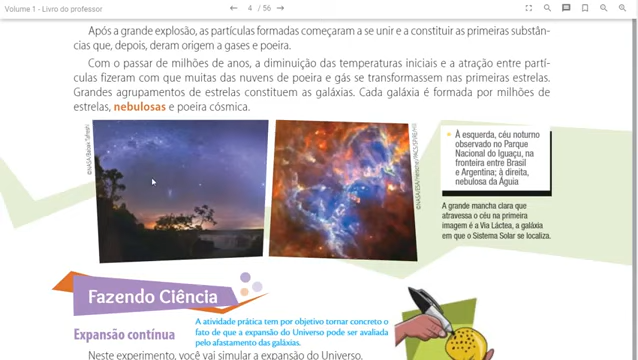 Volume 1 - Livro do professor
4 / 56
Após a grande explosão, as partículas formadas começaram a se unir e a constituir as primeiras substân-
cias que, depois, deram origem a gases e poeira.
Com o passar de milhões de anos, a diminuição das temperaturas iniciais e a atração entre partí-
culas fizeram com que muitas das nuvens de poeira e gás se transformassem nas primeiras estrelas.
Grandes agrupamentos de estrelas constituem as galáxias. Cada galáxia é formada por milhões de
estrelas, nebulosas e poeira cósmica.
À esquerda, céu noturno
observado no Parque
Nacional do Iguaçu, na
fronteira entre Brasil
e Argentina; à direita,
nebulosa da Águia
A grande mancha clara que
atravessa o céu na primeira
imagem é a Via Láctea, a galáxia
em que o Sistema Solar se localiza.
Fazendo Ciência
Expansão contínua
A atividade prática tem por objetivo tornar concreto o
fato de que a expansão do Universo pode ser avaliada
pelo afastamento das galáxias.
Neste experimento, você vai simular a expansão do Universo.